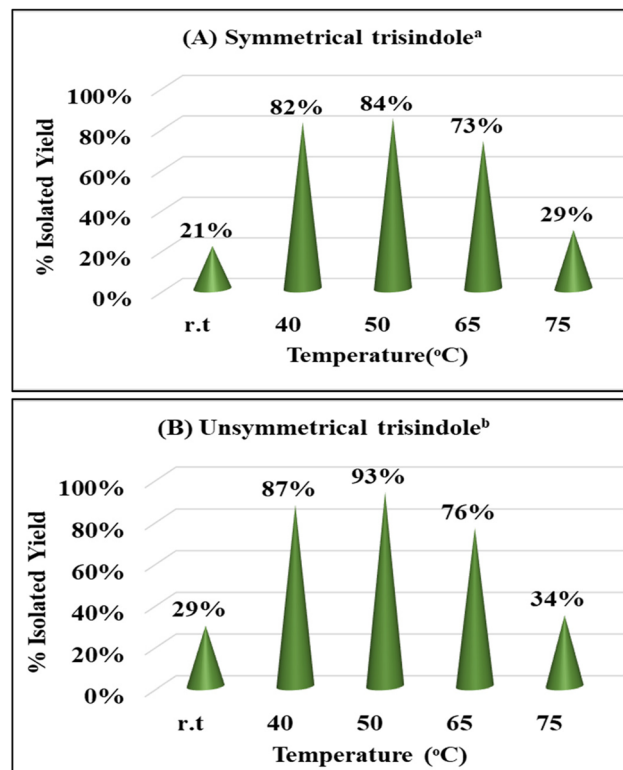 (A) Symmetrical trisindoleᵃ
% Isolated Yield
100%
80%
60%
40%
20%
0%
21%
82%
84%
73%
29%
r.t 40 50 65 75
Temperature(ᵒC)
(B) Unsymmetrical trisindoleᵇ
% Isolated Yield
100%
80%
60%
40%
20%
0%
29%
87%
93%
76%
34%
r.t 40 50 65 75
Temperature (ᵒC)